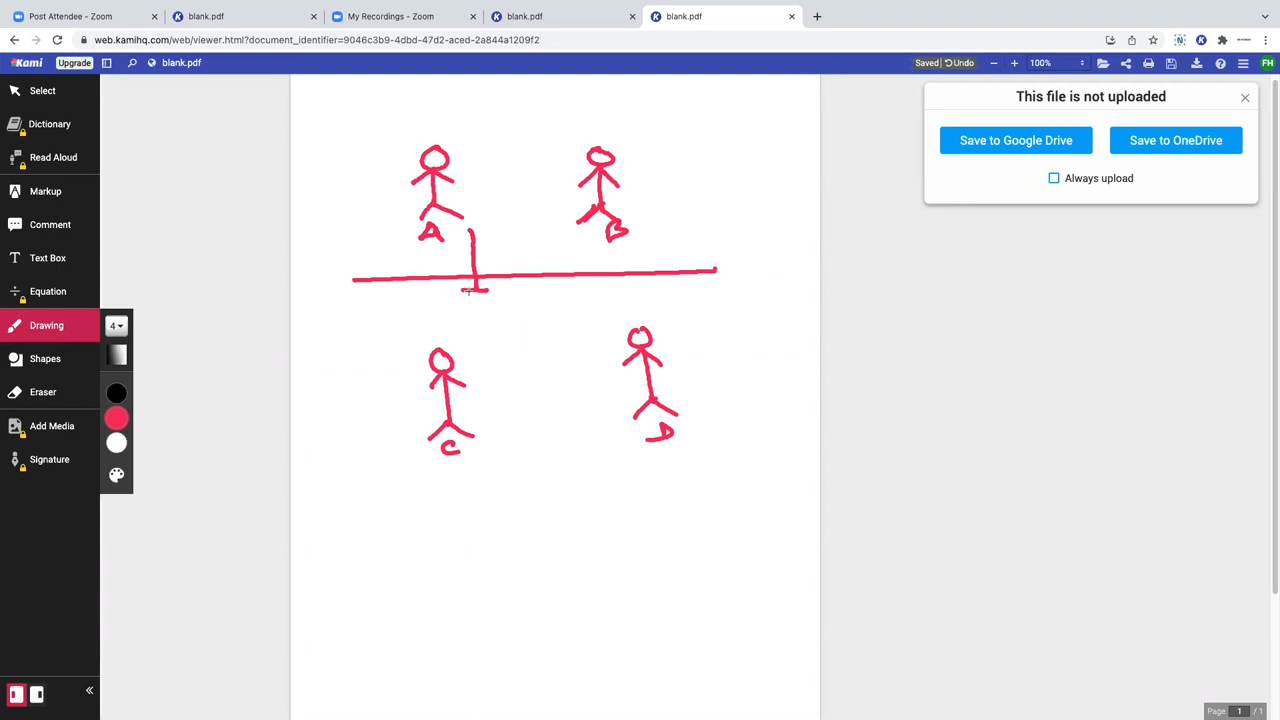 Post Attendee - Zoom
blank.pdf
My Recordings - Zoom
blank.pdf
blank.pdf
web.kamihq.com/web/viewer.html?document_identifier=9046c3b9-4dbd-47d2-aced-2a844a1209f2
Kami
Upgrade
blank.pdf
Saved
Undo
100%
FH
Select
Dictionary
Read Aloud
Markup
Comment
Text Box
Equation
Drawing
4
Shapes
Eraser
Add Media
Signature
This file is not uploaded
Save to Google Drive
Save to OneDrive
Always upload
A
B
C
D
Page 1 / 1